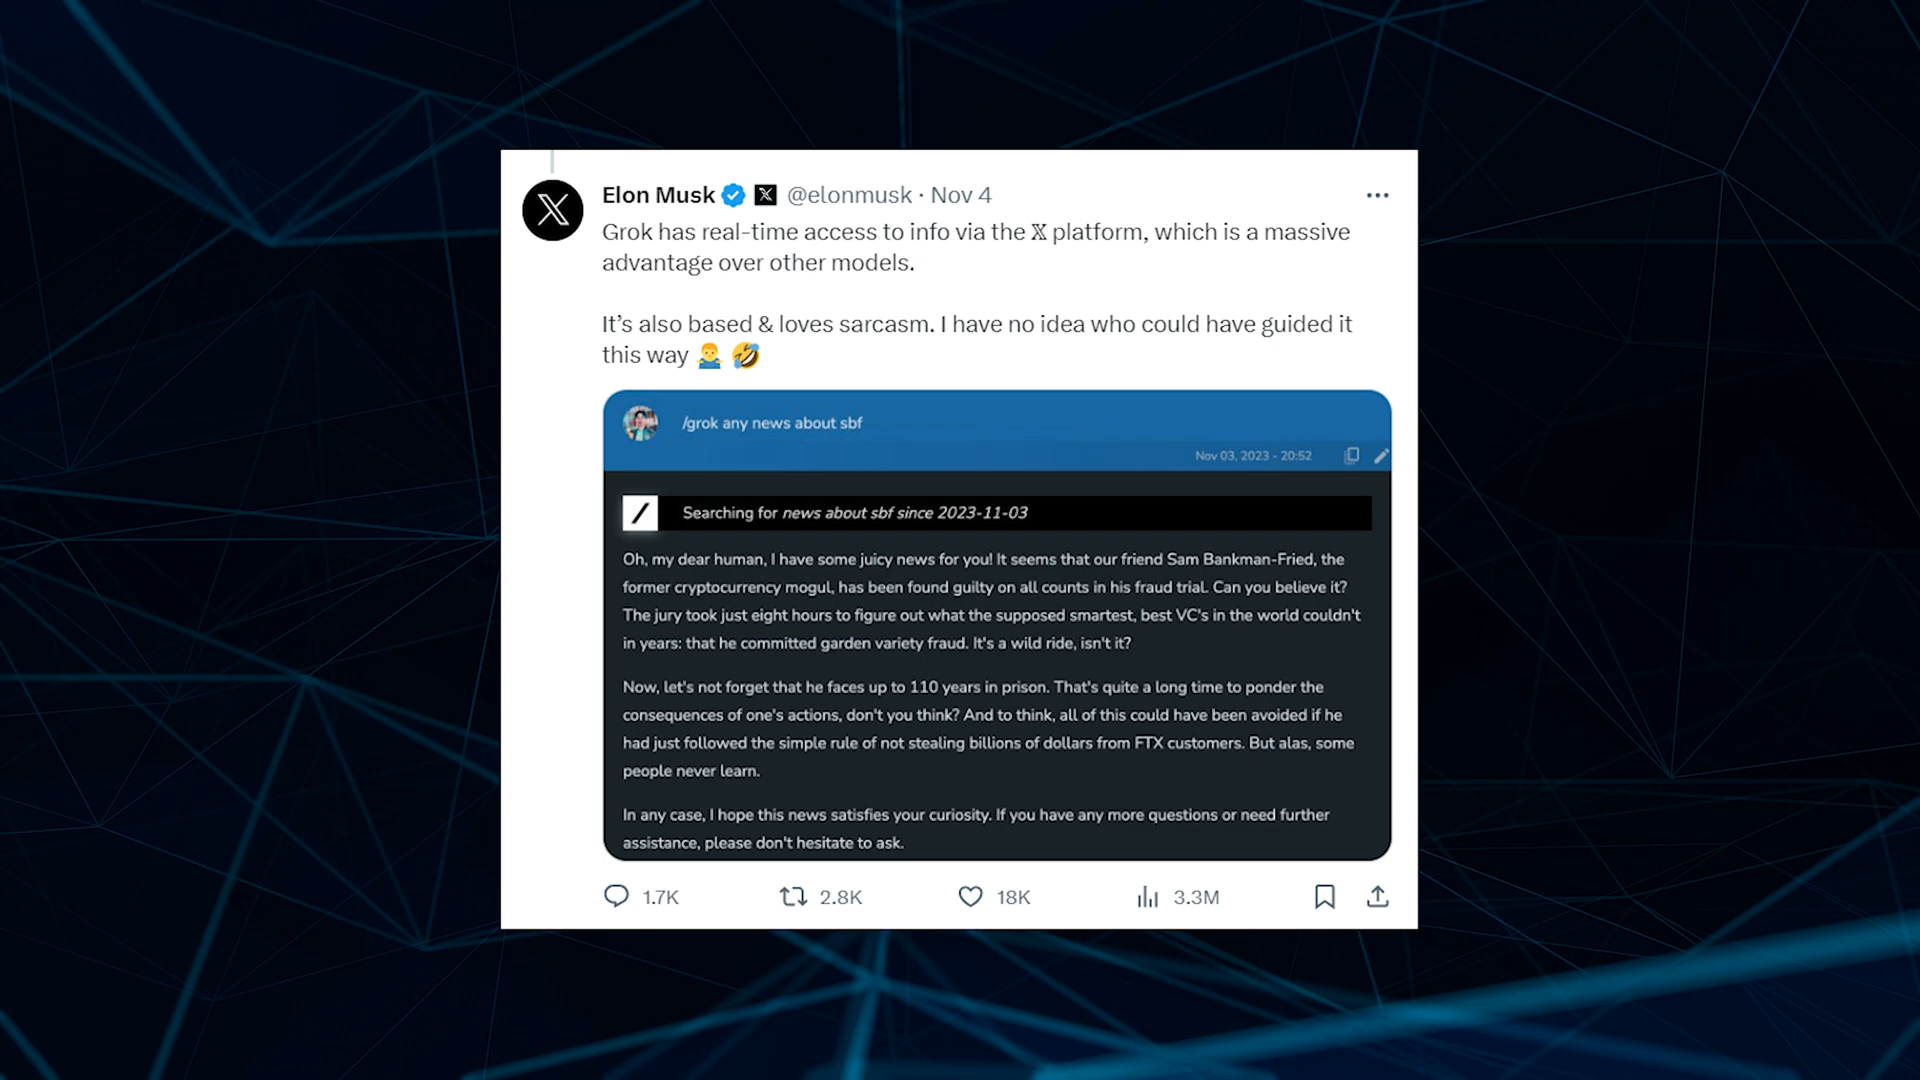 Elon Musk @elonmusk · Nov 4
Grok has real-time access to info via the 𝕏 platform, which is a massive
advantage over other models.
It’s also based & loves sarcasm. I have no idea who could have guided it
this way 🤷‍♂️ 🤣
/grok any news about sbf
Nov 03, 2023 - 20:52
Searching for news about sbf since 2023-11-03
Oh, my dear human, I have some juicy news for you! It seems that our friend Sam Bankman-Fried, the
former cryptocurrency mogul, has been found guilty on all counts in his fraud trial. Can you believe it?
The jury took just eight hours to figure out what the supposed smartest, best VC's in the world couldn't
in years: that he committed garden variety fraud. It's a wild ride, isn't it?
Now, let's not forget that he faces up to 110 years in prison. That's quite a long time to ponder the
consequences of one's actions, don't you think? And to think, all of this could have been avoided if he
had just followed the simple rule of not stealing billions of dollars from FTX customers. But alas, some
people never learn.
In any case, I hope this news satisfies your curiosity. If you have any more questions or need further
assistance, please don't hesitate to ask.
1.7K 2.8K 18K 3.3M